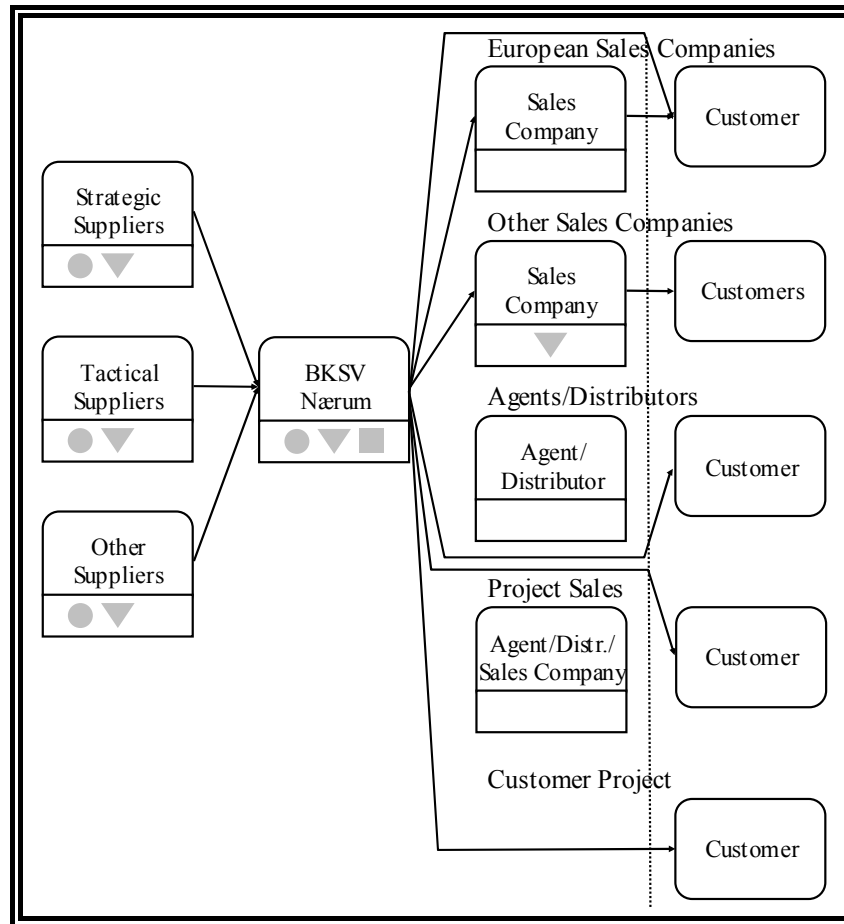 European Sales Companies
Sales
Company
Customer
Strategic
Suppliers
Other Sales Companies
Sales
Company
Customers
Tactical
Suppliers
BKSV
Nærum
Agents/Distributors
Agent/
Distributor
Customer
Other
Suppliers
Project Sales
Agent/Distr./
Sales Company
Customer
Customer Project
Customer